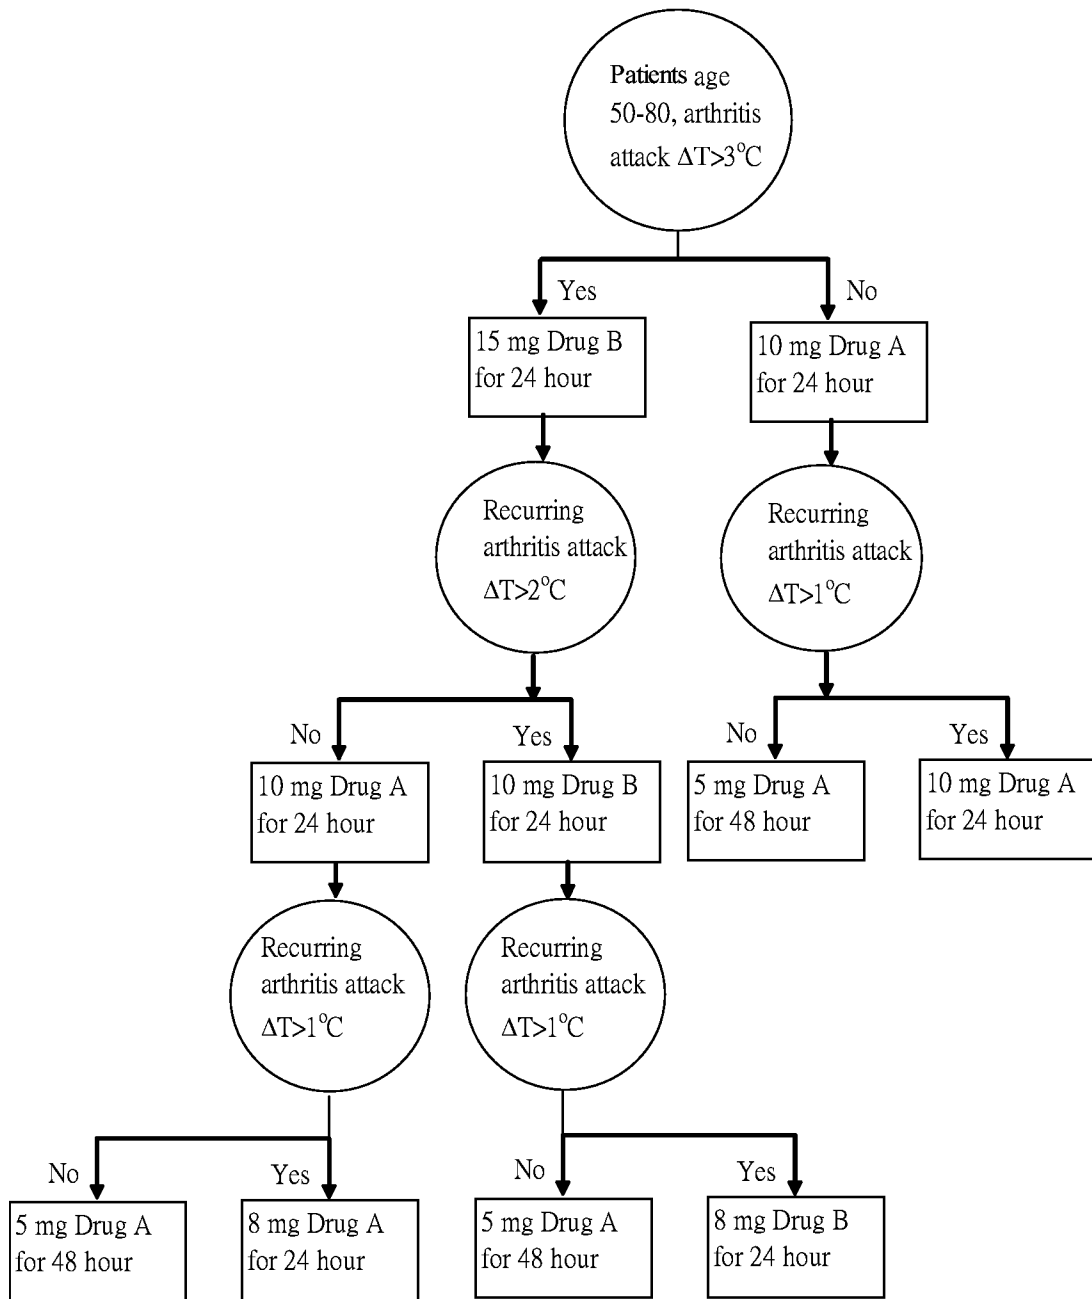 Patients age
50-80, arthritis
attack ΔT>3°C
Yes
No
15 mg Drug B
for 24 hour
10 mg Drug A
for 24 hour
Recurring
arthritis attack
ΔT>2°C
Recurring
arthritis attack
ΔT>1°C
No
Yes
No
Yes
10 mg Drug A
for 24 hour
10 mg Drug B
for 24 hour
5 mg Drug A
for 48 hour
10 mg Drug A
for 24 hour
Recurring
arthritis attack
ΔT>1°C
Recurring
arthritis attack
ΔT>1°C
No
Yes
No
Yes
5 mg Drug A
for 48 hour
8 mg Drug A
for 24 hour
5 mg Drug A
for 48 hour
8 mg Drug B
for 24 hour